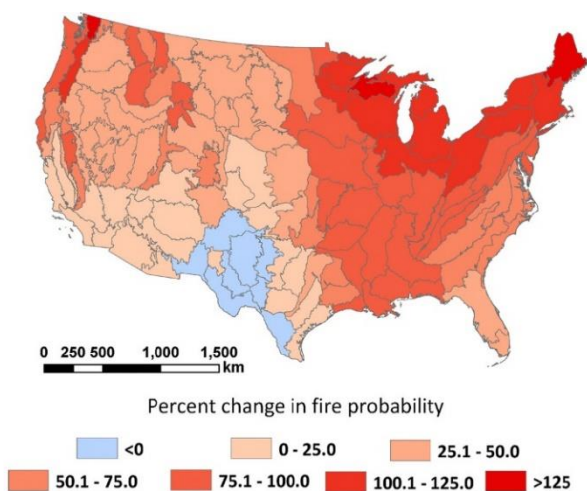 0 250 500 1,000 1,500
km
Percent change in fire probability
<0 0 - 25.0 25.1 - 50.0
50.1 - 75.0 75.1 - 100.0 100.1 - 125.0 >125